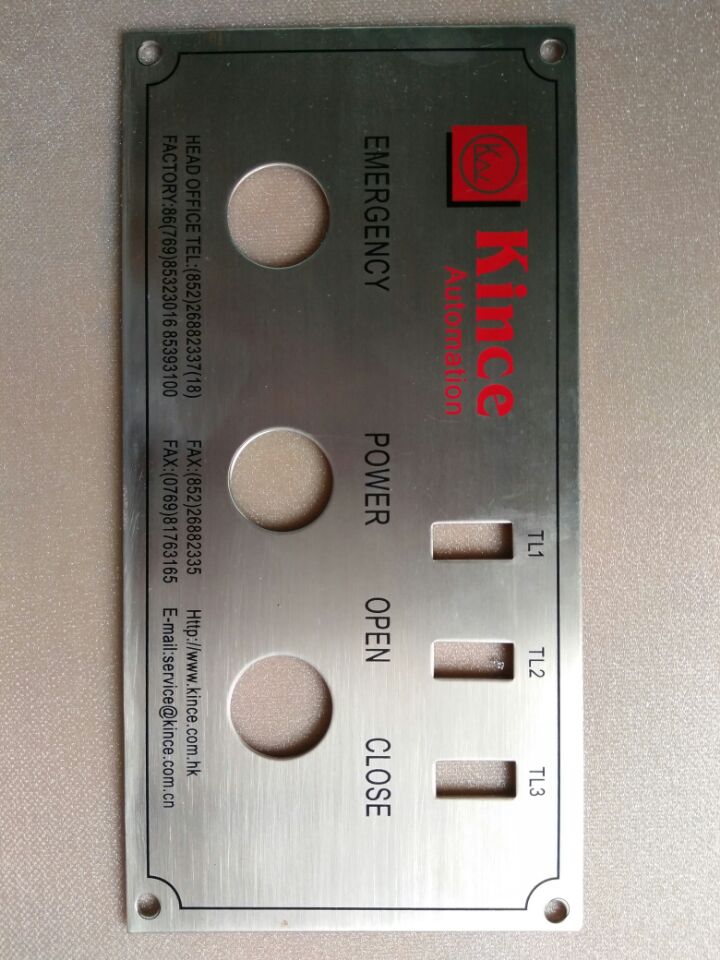 Kince
Automation
TL1 TL2 TL3
EMERGENCY POWER OPEN CLOSE
HEAD OFFICE TEL:(852)26882337(18) FAX:(852)26882335 Http://www.kince.com.hk
FACTORY:86(769)85323016 85393100 FAX:(0769)81763165 E-mail:service@kince.com.cn